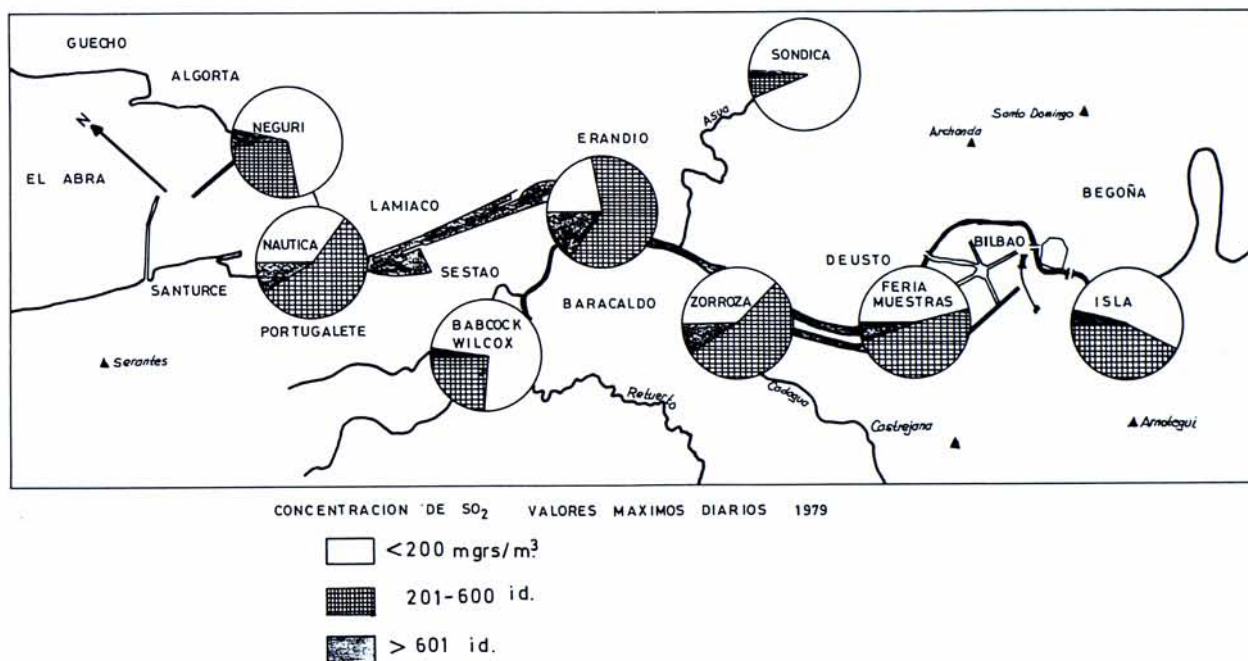 GUECHO
ALGORTA
NEGURI
N
EL ABRA
SONDICA
Asua
Santo Domingo
Archanda
ERANDIO
BEGOÑA
LAMIACO
NAUTICA
SESTAO
SANTURCE
PORTUGALETE
BARACALDO
DEUSTO
BILBAO
ZORROZA
FERIA
MUESTRAS
ISLA
BABCOCK
WILCOX
Serantes
Retuerto
Cadagua
Castrejana
Arnotegui
CONCENTRACION DE SO₂ VALORES MAXIMOS DIARIOS 1979
<200 mgrs/m³.
201-600 id.
> 601 id.